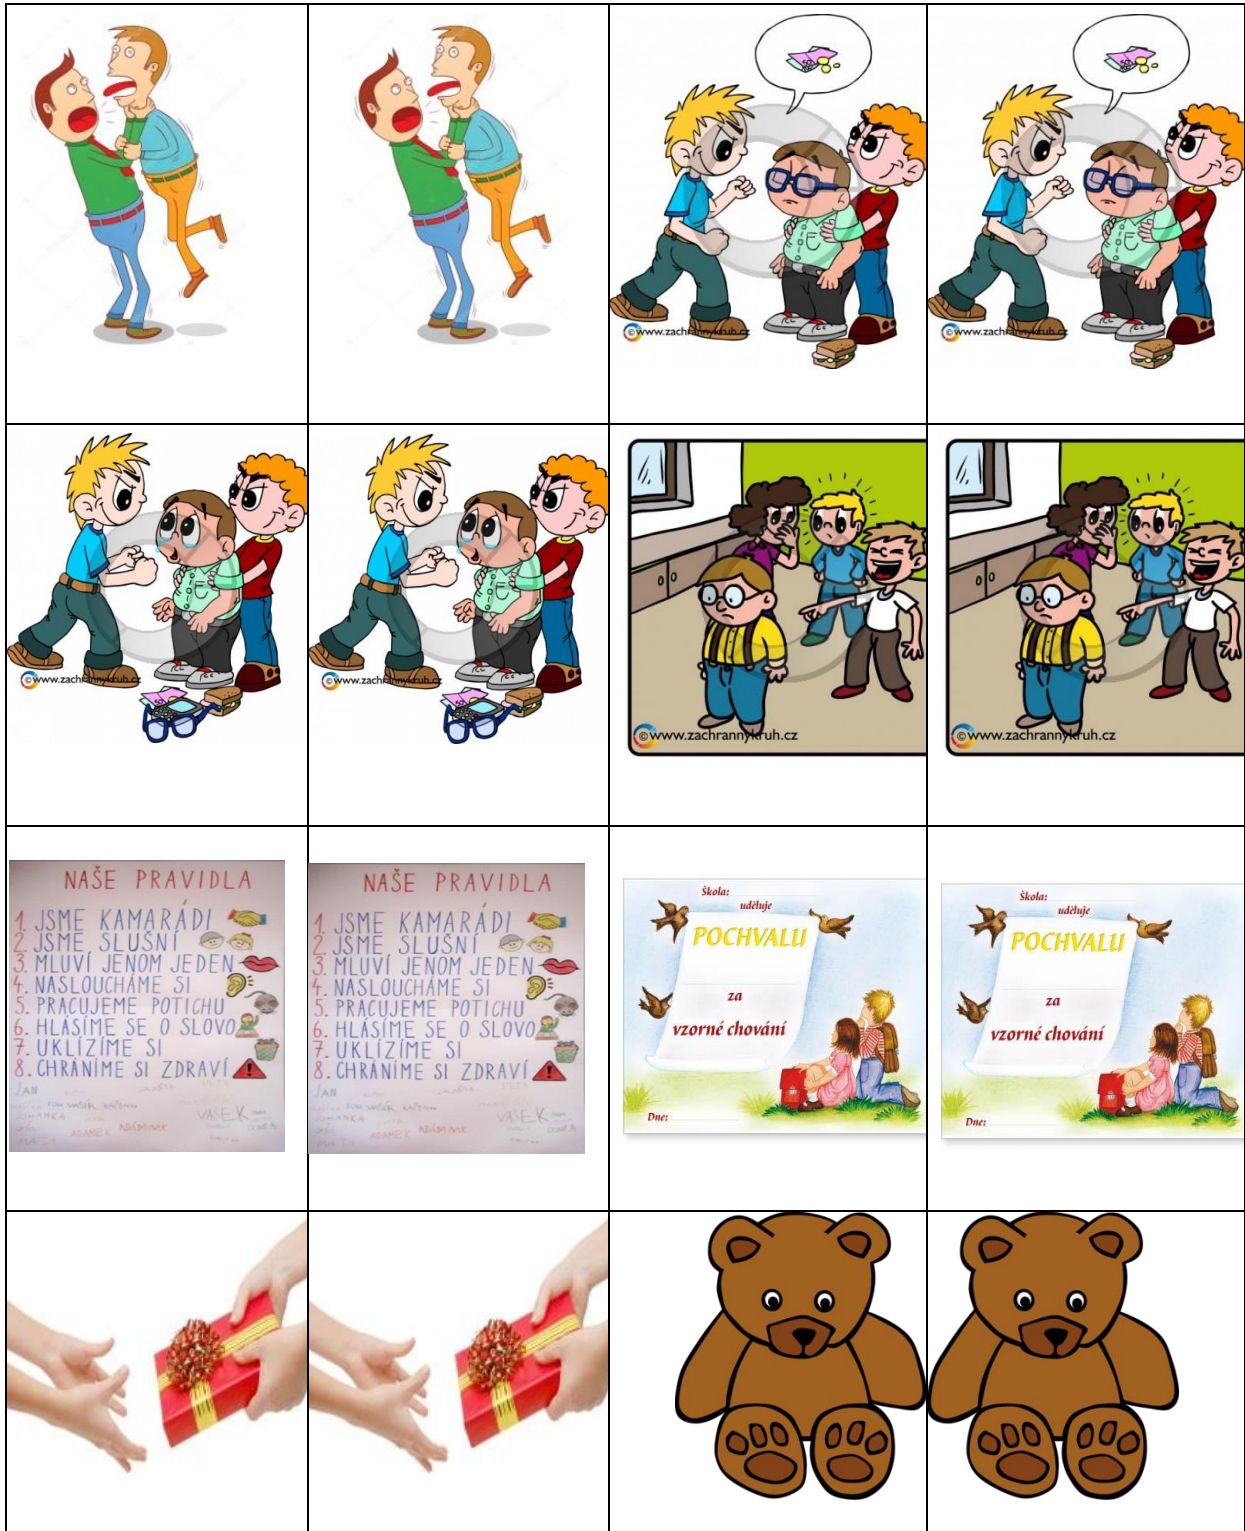 ©www.zachrannykruh.cz
©www.zachrannykruh.cz
©www.zachrannykruh.cz
©www.zachrannykruh.cz
©www.zachrannykruh.cz
©www.zachrannykruh.cz
NAŠE PRAVIDLA
1. JSME KAMARÁDI
2. JSME SLUŠNÍ
3. MLUVÍ JENOM JEDEN
4. NASLOUCHÁME SI
5. PRACUJEME POTICHU
6. HLÁSÍME SE O SLOVO
7. UKLÍZÍME SI
8. CHRÁNÍME SI ZDRAVÍ
JAN
VAŠEK
ADAMEK
NAŠE PRAVIDLA
1. JSME KAMARÁDI
2. JSME SLUŠNÍ
3. MLUVÍ JENOM JEDEN
4. NASLOUCHÁME SI
5. PRACUJEME POTICHU
6. HLÁSÍME SE O SLOVO
7. UKLÍZÍME SI
8. CHRÁNÍME SI ZDRAVÍ
JAN
VAŠEK
ADAMEK
Škola:
uděluje
POCHVALU
za
vzorné chování
Dne:
Škola:
uděluje
POCHVALU
za
vzorné chování
Dne: